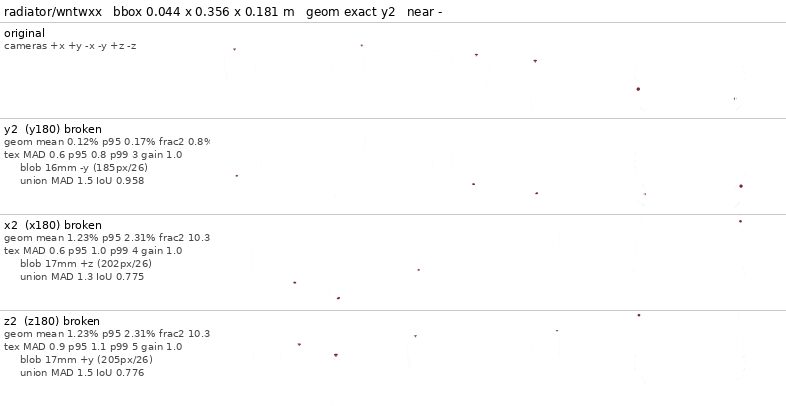 radiator/wntwxx   bbox 0.044 x 0.356 x 0.181 m   geom exact y2   near -
original
cameras +x +y -x -y +z -z
y2  (y180) broken
geom mean 0.12% p95 0.17% frac2 0.8%
tex MAD 0.6 p95 0.8 p99 3 gain 1.0
blob 16mm -y (185px/26)
union MAD 1.5 IoU 0.958
x2  (x180) broken
geom mean 1.23% p95 2.31% frac2 10.3
tex MAD 0.6 p95 1.0 p99 4 gain 1.0
blob 17mm +z (202px/26)
union MAD 1.3 IoU 0.775
z2  (z180) broken
geom mean 1.23% p95 2.31% frac2 10.3
tex MAD 0.9 p95 1.1 p99 5 gain 1.0
blob 17mm +y (205px/26)
union MAD 1.5 IoU 0.776